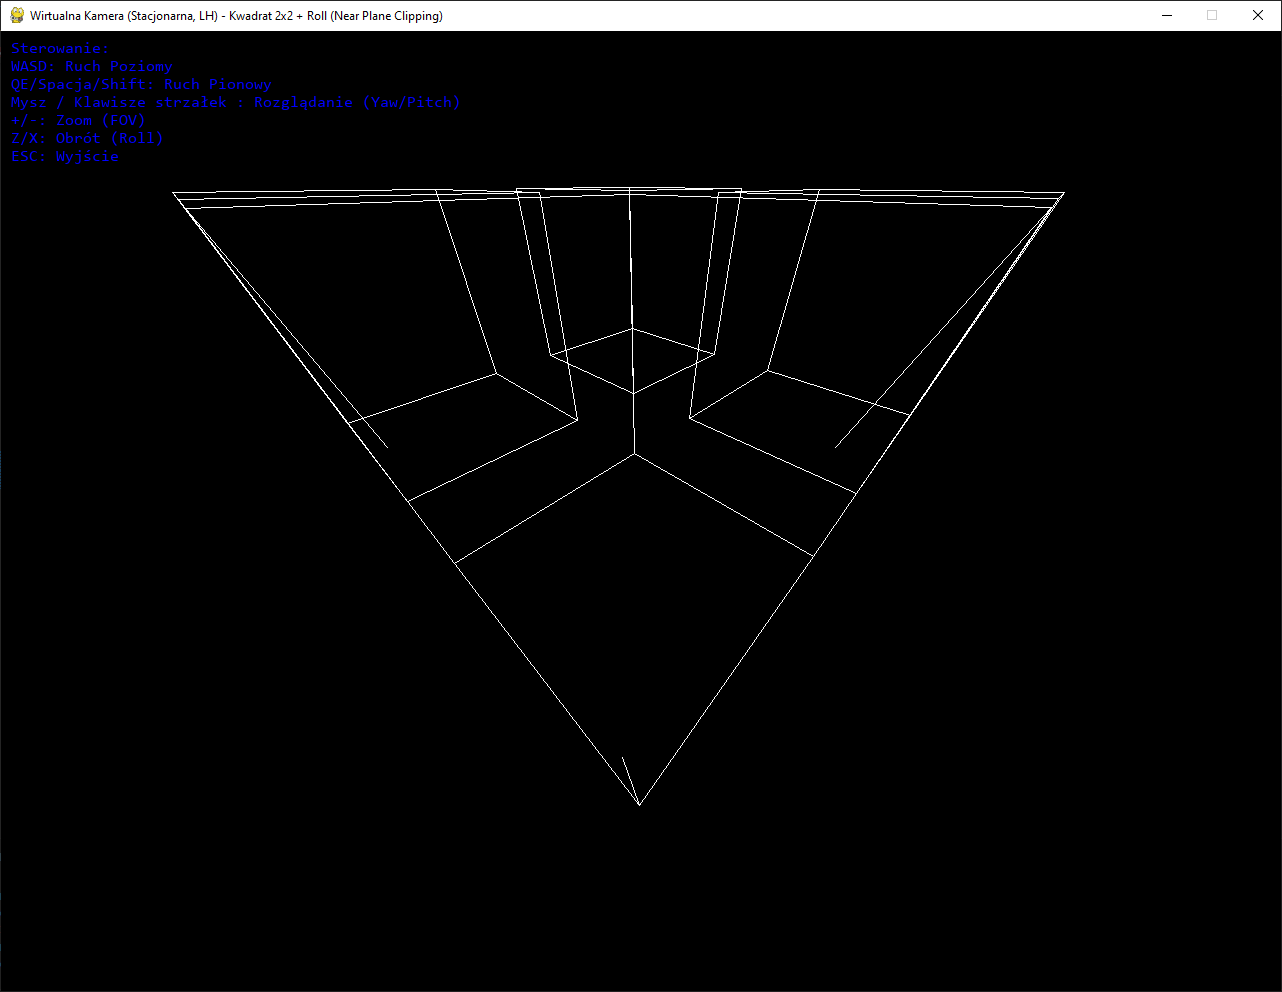 Wirtualna Kamera (Stacjonarna, LH) - Kwadrat 2x2 + Roll (Near Plane Clipping)
Sterowanie:
WASD: Ruch Poziomy
QE/Spacja/Shift: Ruch Pionowy
Mysz / Klawisze strzałek : Rozglądanie (Yaw/Pitch)
+/-: Zoom (FOV)
Z/X: Obrót (Roll)
ESC: Wyjście